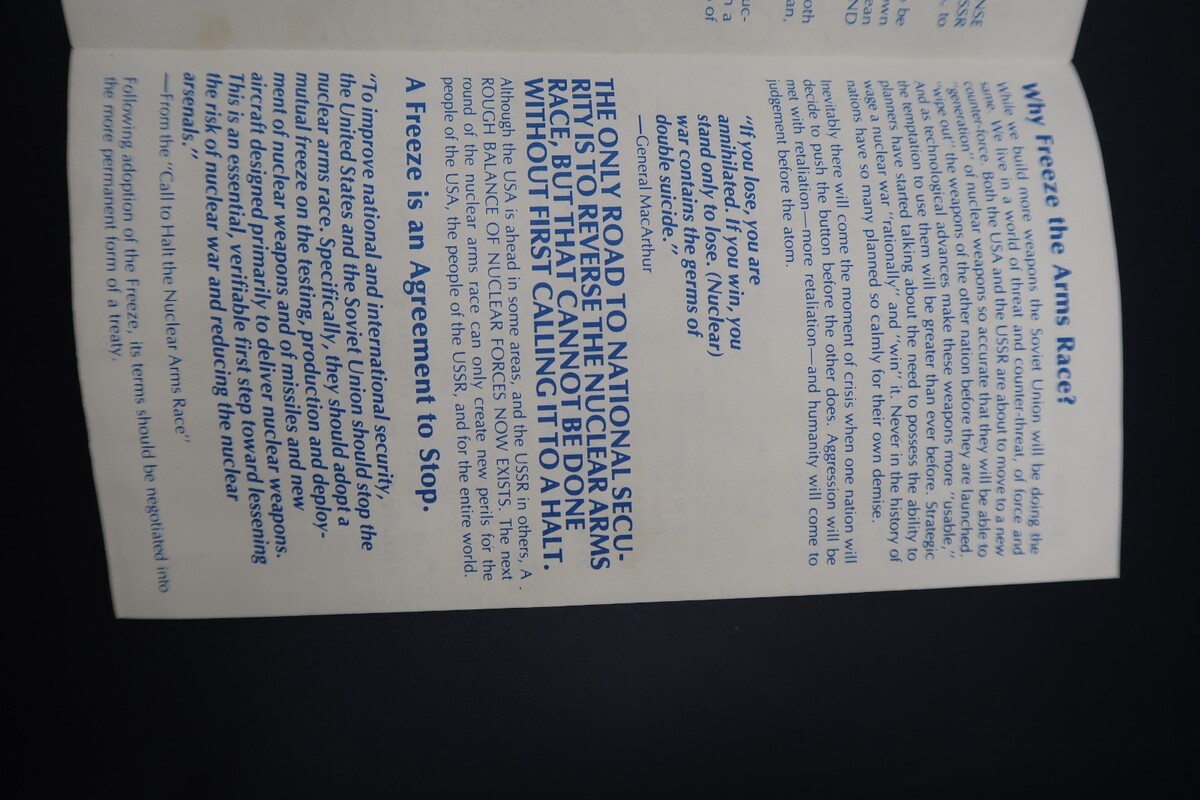 NSE
SSR
, to
be
own
ean
ND
oth
an,
uc-
n a
of
Why Freeze the Arms Race?
While we build more weapons the Soviet Union will be doing the
same. We live in a world of threat and counter-threat, of force and
counter-force. Both the USA and the USSR are about to move to a new
"generation" of nuclear weapons so accurate that they will be able to
"wipe out" the weapons of the other nation before they are launched.
And as technological advances make these weapons more "usable,"
the temptation to use them will be greater than ever before. Strategic
planners have started talking about the need to possess the ability to
wage a nuclear war "rationally" and "win" it. Never in the history of
nations have so many planned so calmly for their own demise.
Inevitably there will come the moment of crisis when one nation will
decide to push the button before the other does. Aggression will be
met with retaliation—more retaliation—and humanity will come to
judgement before the atom.
"If you lose, you are
annihilated. If you win, you
stand only to lose. (Nuclear)
war contains the germs of
double suicide."
—General MacArthur
THE ONLY ROAD TO NATIONAL SECU-
RITY IS TO REVERSE THE NUCLEAR ARMS
RACE, BUT THAT CANNOT BE DONE
WITHOUT FIRST CALLING IT TO A HALT.
Although the USA is ahead in some areas, and the USSR in others, A
ROUGH BALANCE OF NUCLEAR FORCES NOW EXISTS. The next
round of the nuclear arms race can only create new perils for the
people of the USA, the people of the USSR, and for the entire world.
A Freeze is an Agreement to Stop.
"To improve national and international security,
the United States and the Soviet Union should stop the
nuclear arms race. Specifically, they should adopt a
mutual freeze on the testing, production and deploy-
ment of nuclear weapons and of missiles and new
aircraft designed primarily to deliver nuclear weapons.
This is an essential, verifiable first step toward lessening
the risk of nuclear war and reducing the nuclear
arsenals."
—From the "Call to Halt the Nuclear Arms Race"
Following adoption of the Freeze, its terms should be negotiated into
the more permanent form of a treaty.